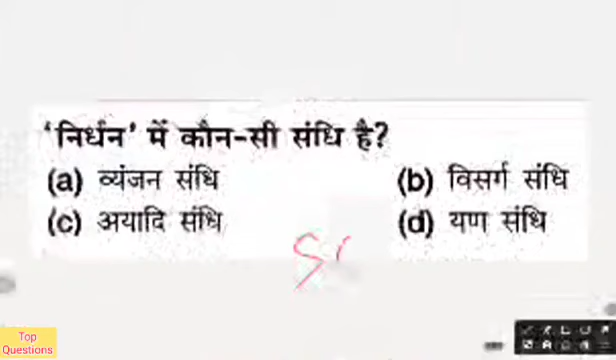 'निर्धन' में कौन-सी संधि है?
(a) व्यंजन संधि (b) विसर्ग संधि
(c) अयादि संधि (d) यण संधि
Top
Questions